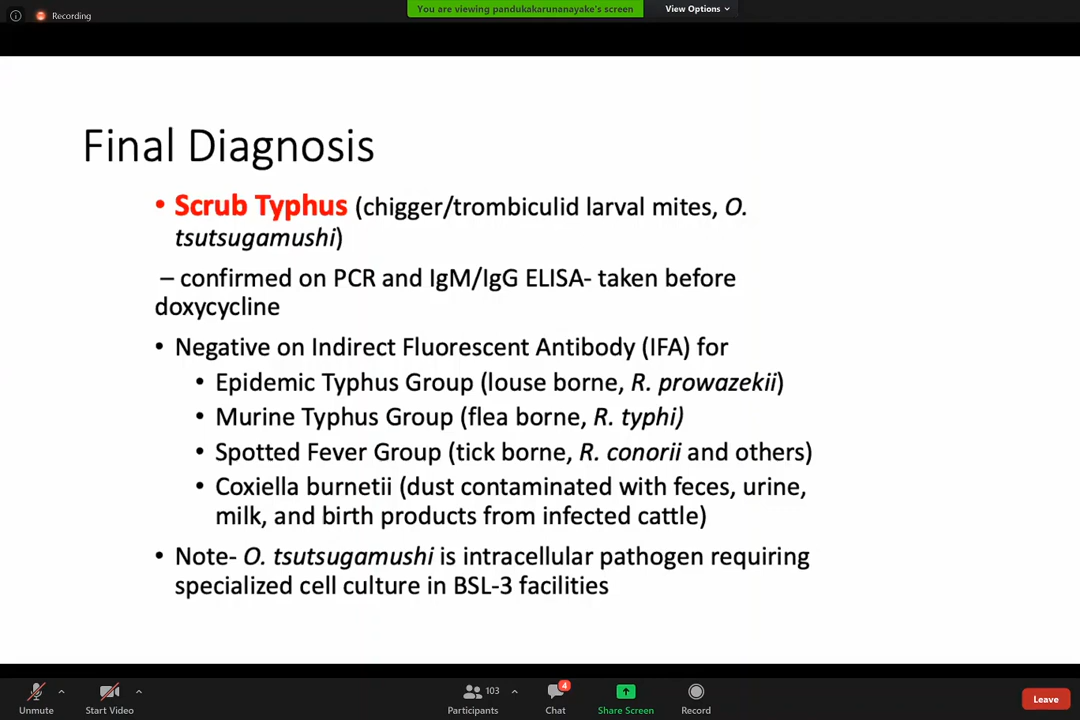 Recording
You are viewing pandukakarunanayake's screen
View Options
Final Diagnosis
• Scrub Typhus (chigger/trombiculid larval mites, O.
tsutsugamushi)
– confirmed on PCR and IgM/IgG ELISA- taken before
doxycycline
• Negative on Indirect Fluorescent Antibody (IFA) for
• Epidemic Typhus Group (louse borne, R. prowazekii)
• Murine Typhus Group (flea borne, R. typhi)
• Spotted Fever Group (tick borne, R. conorii and others)
• Coxiella burnetii (dust contaminated with feces, urine,
milk, and birth products from infected cattle)
• Note- O. tsutsugamushi is intracellular pathogen requiring
specialized cell culture in BSL-3 facilities
Unmute
Start Video
103
Participants
4
Chat
Share Screen
Record
Leave